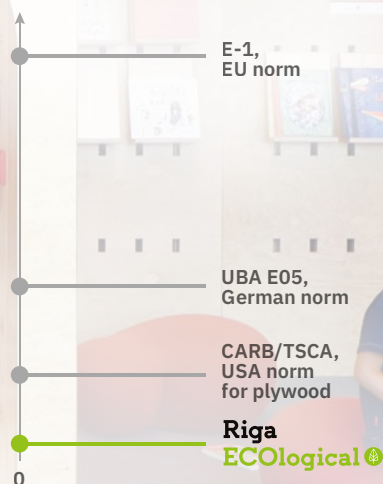 E-1,
EU norm
UBA E05,
German norm
CARB/TSCA,
USA norm
for plywood
Riga
ECOlogical
0